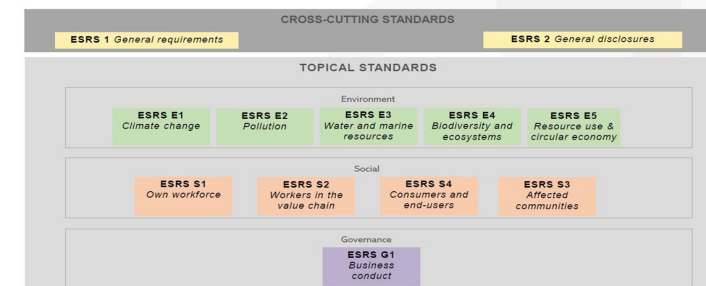 CROSS-CUTTING STANDARDS
ESRS 1 General requirements
ESRS 2 General disclosures
TOPICAL STANDARDS
Environment
ESRS E1
Climate change
ESRS E2
Pollution
ESRS E3
Water and marine
resources
ESRS E4
Biodiversity and
ecosystems
ESRS E5
Resource use &
circular economy
Social
ESRS S1
Own workforce
ESRS S2
Workers in the
value chain
ESRS S4
Consumers and
end-users
ESRS S3
Affected
communities
Governance
ESRS G1
Business
conduct